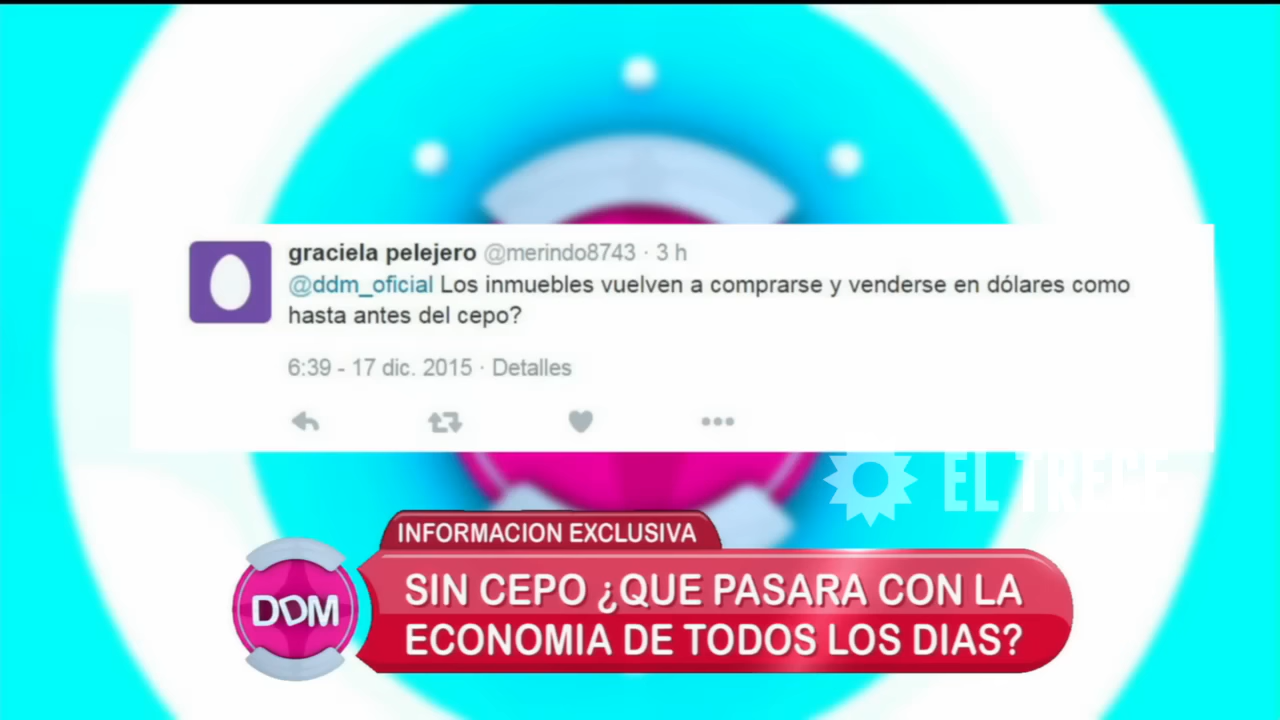 graciela pelejero @merindo8743 · 3 h
@ddm_oficial Los inmuebles vuelven a comprarse y venderse en dólares como
hasta antes del cepo?
6:39 - 17 dic. 2015 · Detalles
EL TRECE
INFORMACION EXCLUSIVA
DDM
SIN CEPO ¿QUE PASARA CON LA
ECONOMIA DE TODOS LOS DIAS?